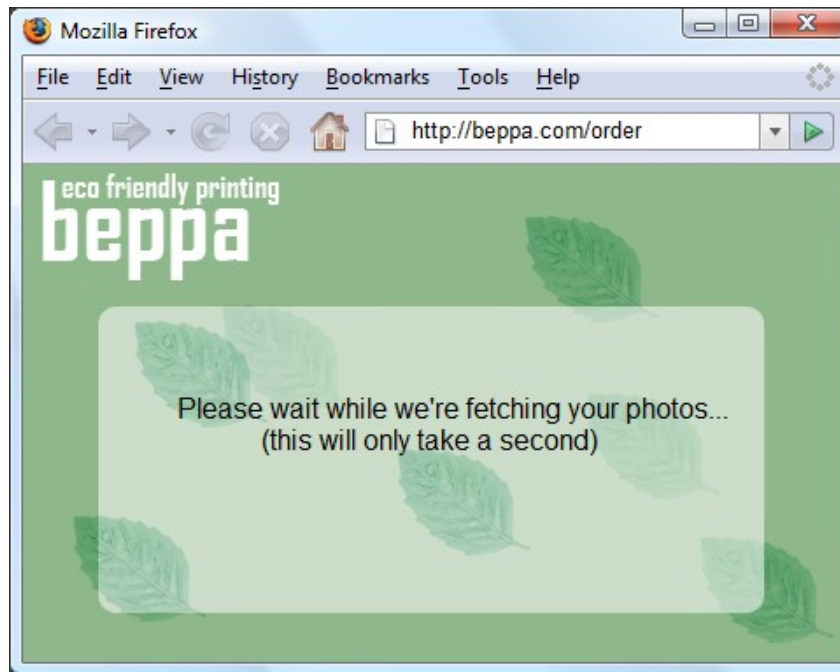 Mozilla Firefox
File Edit View History Bookmarks Tools Help
http://beppa.com/order
eco friendly printing
beppa
Please wait while we're fetching your photos...
(this will only take a second)